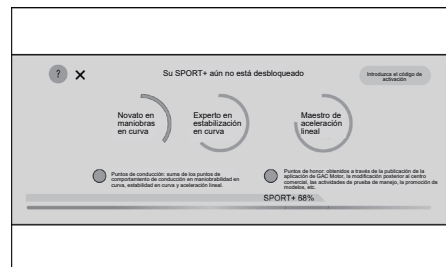 ? Su SPORT+ aún no está desbloqueado
Introduzca el código de
activación
Novato en
maniobras
en curva
Experto en
estabilización
en curva
Maestro de
aceleración
lineal
Puntos de conducción: suma de los puntos de
comportamiento de conducción en maniobrabilidad en
curva, estabilidad en curva y aceleración lineal.
Puntos de honor: obtenidos a través de la publicación de la
aplicación de GAC Motor, la modificación posterior al centro
comercial, las actividades de prueba de manejo, la promoción de
modelos, etc.
SPORT+ 68%